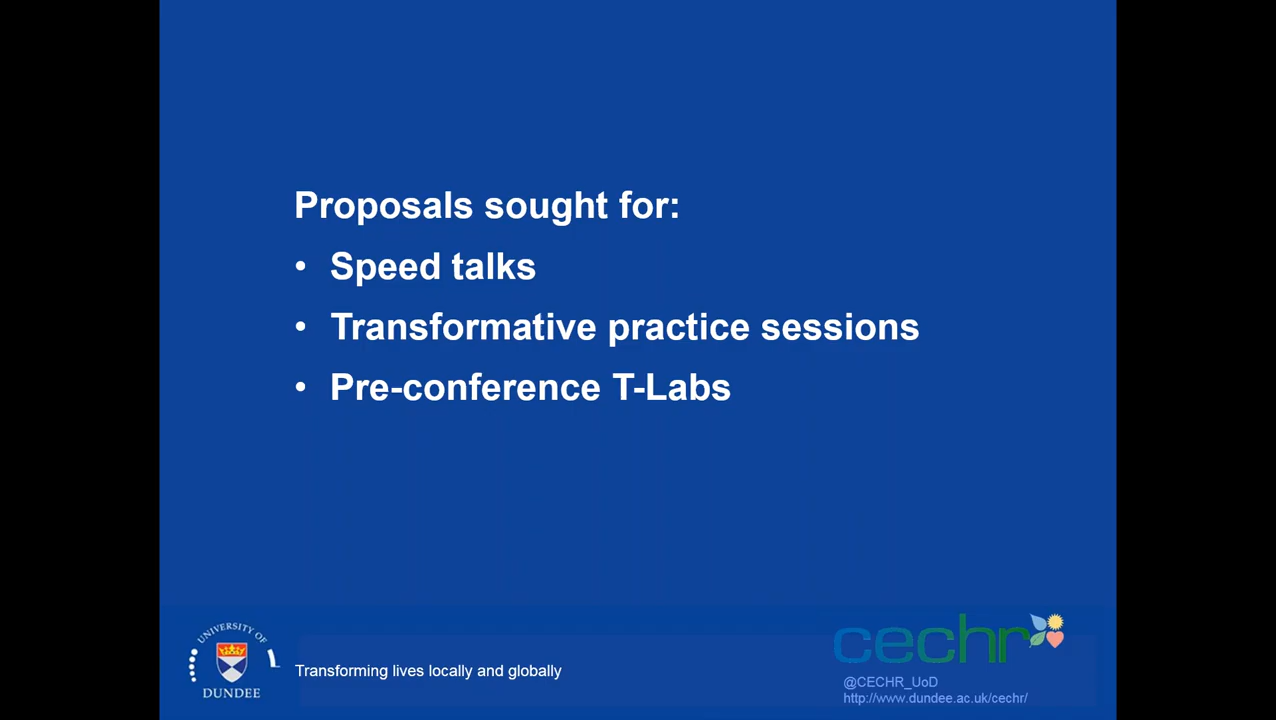 Proposals sought for:
• Speed talks
• Transformative practice sessions
• Pre-conference T-Labs
UNIVERSITY OF
DUNDEE
Transforming lives locally and globally
cechr
@CECHR_UoD
http://www.dundee.ac.uk/cechr/